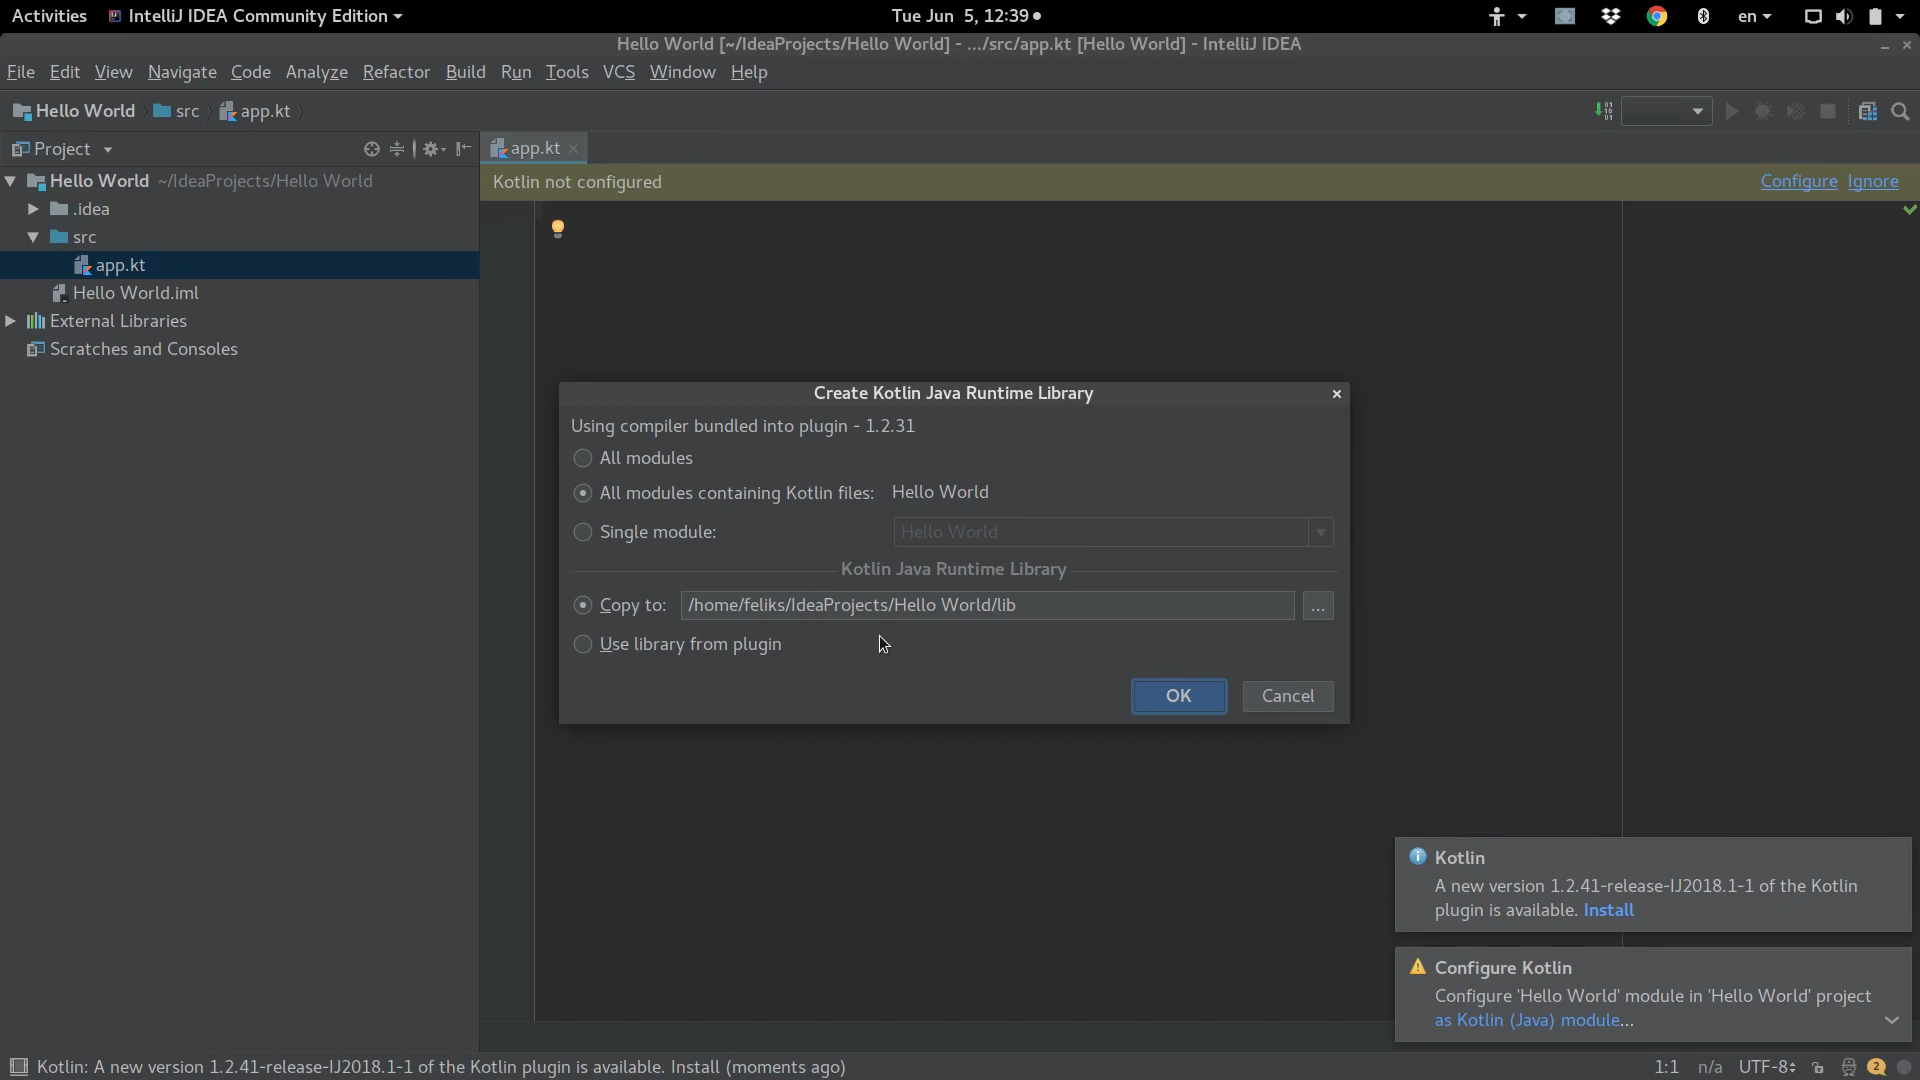 Activities IntelliJ IDEA Community Edition Tue Jun 5, 12:39 en
Hello World [~/IdeaProjects/Hello World] - .../src/app.kt [Hello World] - IntelliJ IDEA
File Edit View Navigate Code Analyze Refactor Build Run Tools VCS Window Help
Hello World src app.kt
Project
app.kt
Hello World ~/IdeaProjects/Hello World
Kotlin not configured Configure Ignore
.idea
src
app.kt
Hello World.iml
External Libraries
Scratches and Consoles
Create Kotlin Java Runtime Library
Using compiler bundled into plugin - 1.2.31
All modules
All modules containing Kotlin files: Hello World
Single module: Hello World
Kotlin Java Runtime Library
Copy to: /home/feliks/IdeaProjects/Hello World/lib ...
Use library from plugin
OK Cancel
Kotlin
A new version 1.2.41-release-IJ2018.1-1 of the Kotlin
plugin is available. Install
Configure Kotlin
Configure 'Hello World' module in 'Hello World' project
as Kotlin (Java) module...
Kotlin: A new version 1.2.41-release-IJ2018.1-1 of the Kotlin plugin is available. Install (moments ago) 1:1 n/a UTF-8 2